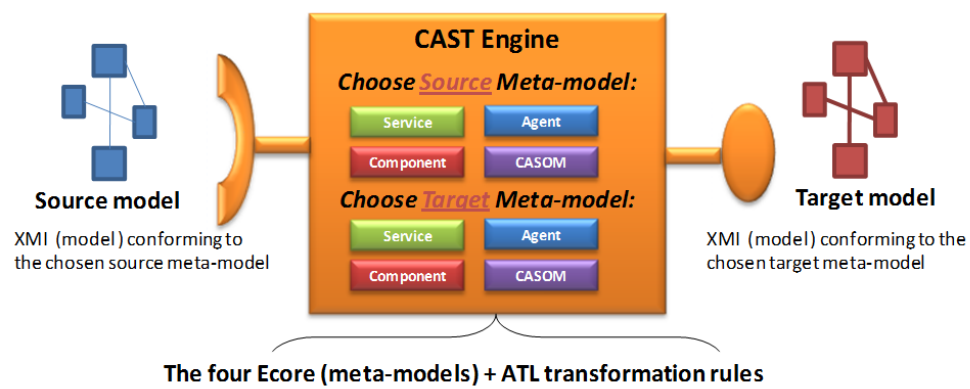 CAST Engine
Choose Source Meta-model:
Service Agent
Component CASOM
Choose Target Meta-model:
Service Agent
Component CASOM
Source model
XMI (model) conforming to
the chosen source meta-model
Target model
XMI (model) conforming to the
chosen target meta-model
The four Ecore (meta-models) + ATL transformation rules